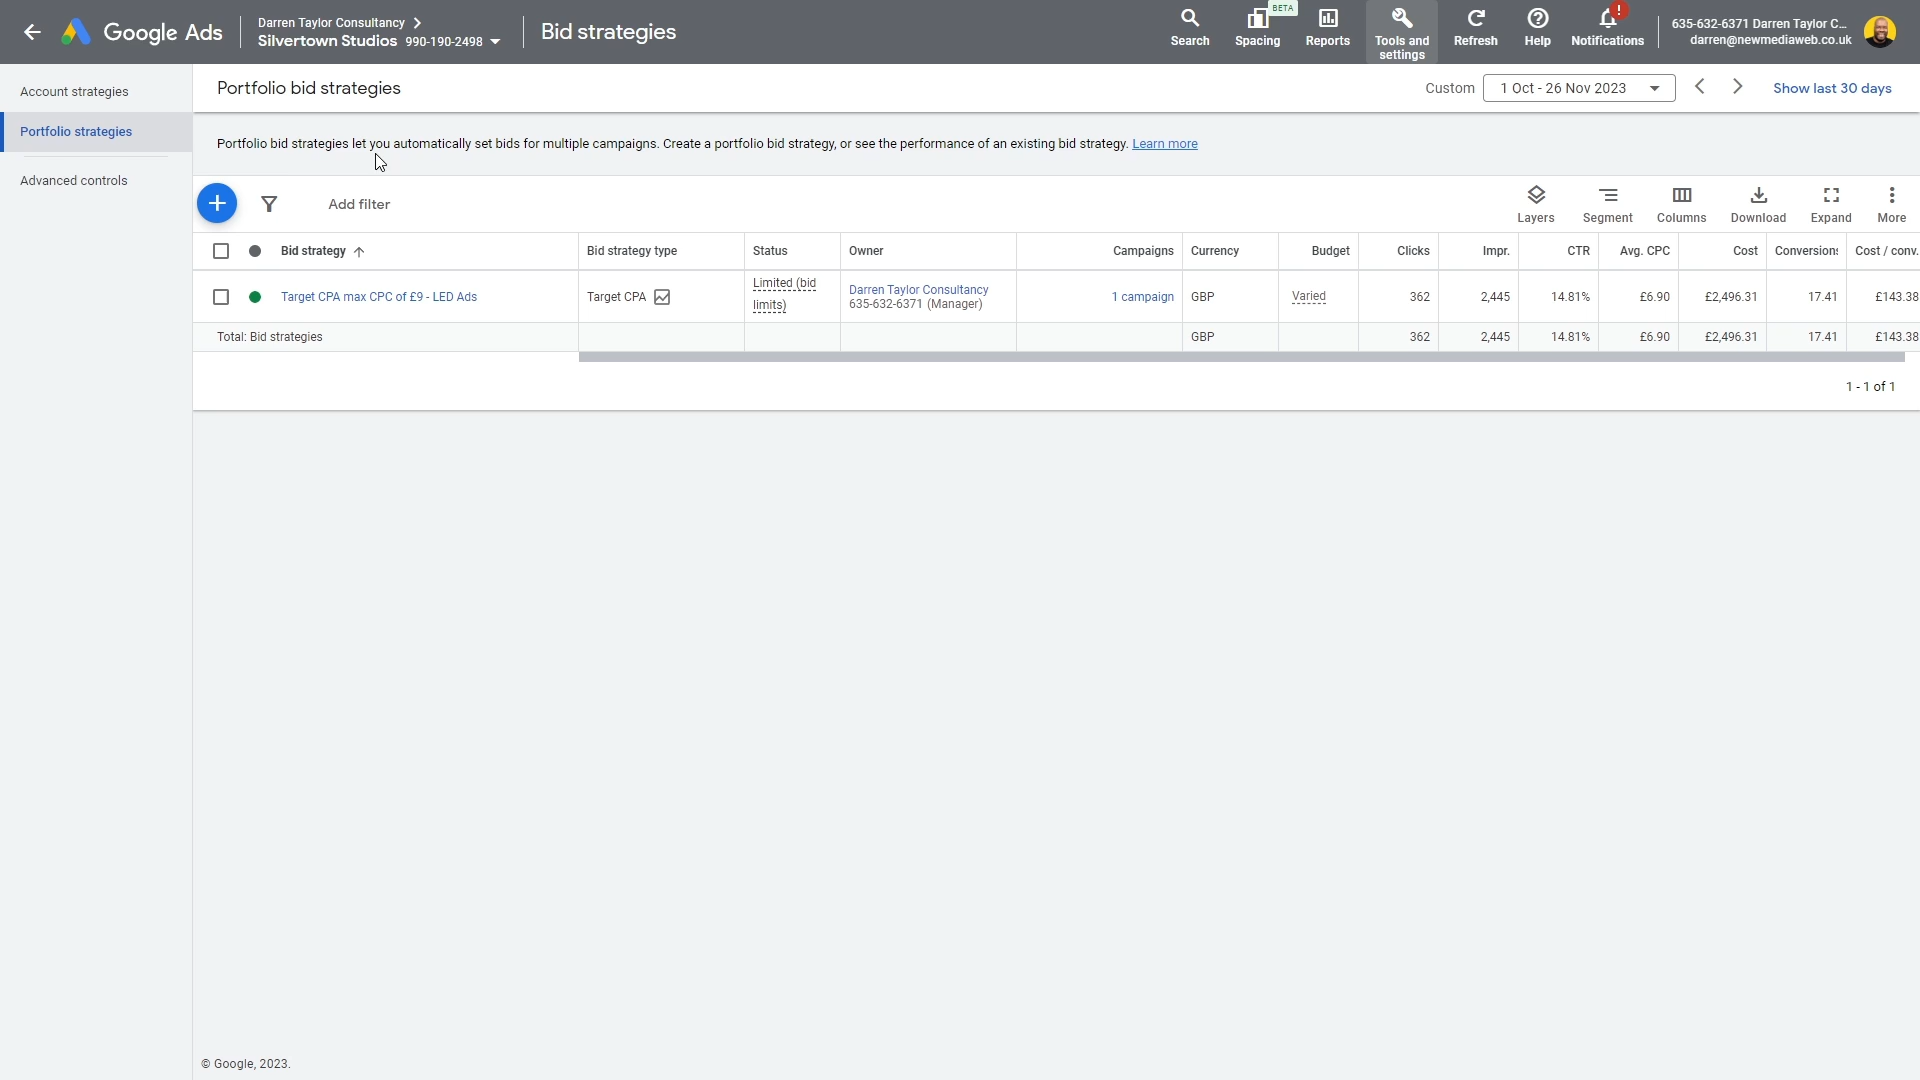 Google Ads
Darren Taylor Consultancy
Silvertown Studios 990-190-2498
Bid strategies
Search
BETA
Spacing
Reports
Tools and
settings
Refresh
Help
!
Notifications
635-632-6371 Darren Taylor C...
darren@newmediaweb.co.uk
Account strategies
Portfolio strategies
Advanced controls
Portfolio bid strategies
Custom 1 Oct - 26 Nov 2023 Show last 30 days
Portfolio bid strategies let you automatically set bids for multiple campaigns. Create a portfolio bid strategy, or see the performance of an existing bid strategy. Learn more
Add filter
Layers Segment Columns Download Expand More
Bid strategy Bid strategy type Status Owner Campaigns Currency Budget Clicks Impr. CTR Avg. CPC Cost Conversions Cost / conv.
Target CPA max CPC of £9 - LED Ads Target CPA Limited (bid limits) Darren Taylor Consultancy 635-632-6371 (Manager) 1 campaign GBP Varied 362 2,445 14.81% £6.90 £2,496.31 17.41 £143.38
Total: Bid strategies GBP 362 2,445 14.81% £6.90 £2,496.31 17.41 £143.38
1 - 1 of 1
© Google, 2023.